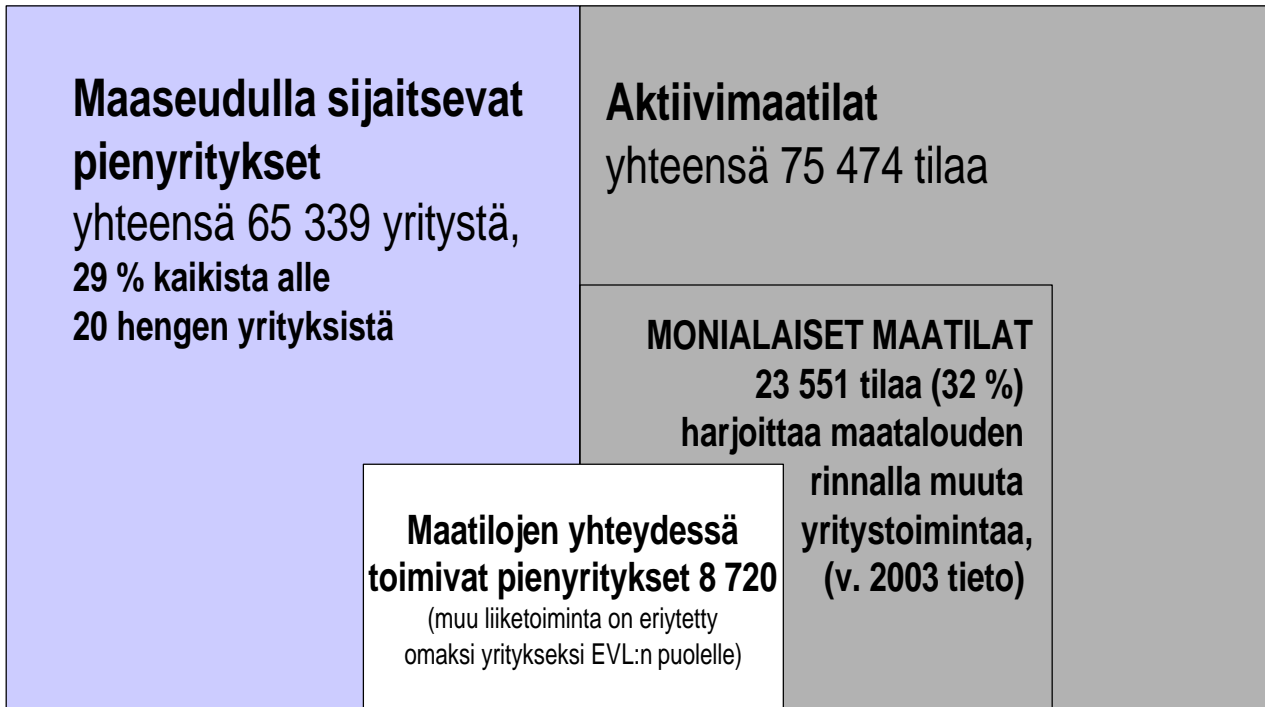 Maaseudulla sijaitsevat
pienyritykset
yhteensä 65 339 yritystä,
29 % kaikista alle
20 hengen yrityksistä
Aktiivimaatilat
yhteensä 75 474 tilaa
MONIALAISET MAATILAT
23 551 tilaa (32 %)
harjoittaa maatalouden
rinnalla muuta
yritystoimintaa,
(v. 2003 tieto)
Maatilojen yhteydessä
toimivat pienyritykset 8 720
(muu liiketoiminta on eriytetty
omaksi yritykseksi EVL:n puolelle)